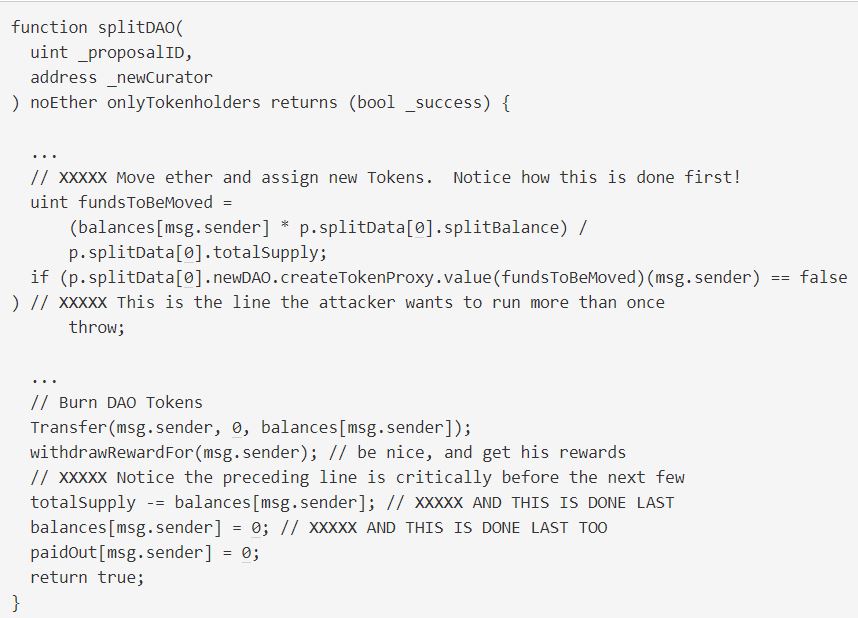 function splitDAO(
uint _proposalID,
address _newCurator
) noEther onlyTokenholders returns (bool _success) {
...
// XXXXX Move ether and assign new Tokens.  Notice how this is done first!
uint fundsToBeMoved =
(balances[msg.sender] * p.splitData[0].splitBalance) /
p.splitData[0].totalSupply;
if (p.splitData[0].newDAO.createTokenProxy.value(fundsToBeMoved)(msg.sender) == false
) // XXXXX This is the line the attacker wants to run more than once
throw;
...
// Burn DAO Tokens
Transfer(msg.sender, 0, balances[msg.sender]);
withdrawRewardFor(msg.sender); // be nice, and get his rewards
// XXXXX Notice the preceding line is critically before the next few
totalSupply -= balances[msg.sender]; // XXXXX AND THIS IS DONE LAST
balances[msg.sender] = 0; // XXXXX AND THIS IS DONE LAST TOO
paidOut[msg.sender] = 0;
return true;
}